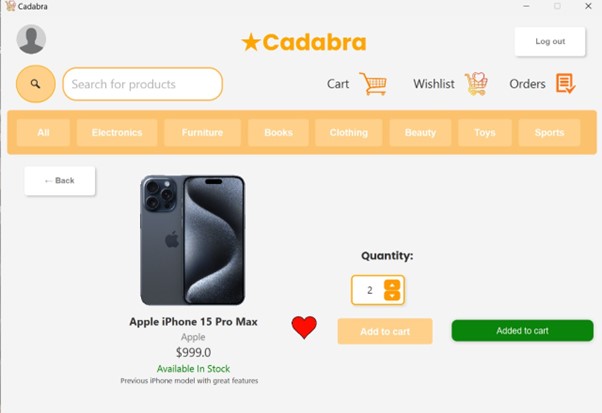 Cadabra
★Cadabra
Log out
Search for products
Cart
Wishlist
Orders
All
Electronics
Furniture
Books
Clothing
Beauty
Toys
Sports
← Back
Quantity:
2
Apple iPhone 15 Pro Max
Apple
$999.0
Available In Stock
Previous iPhone model with great features
Add to cart
Added to cart